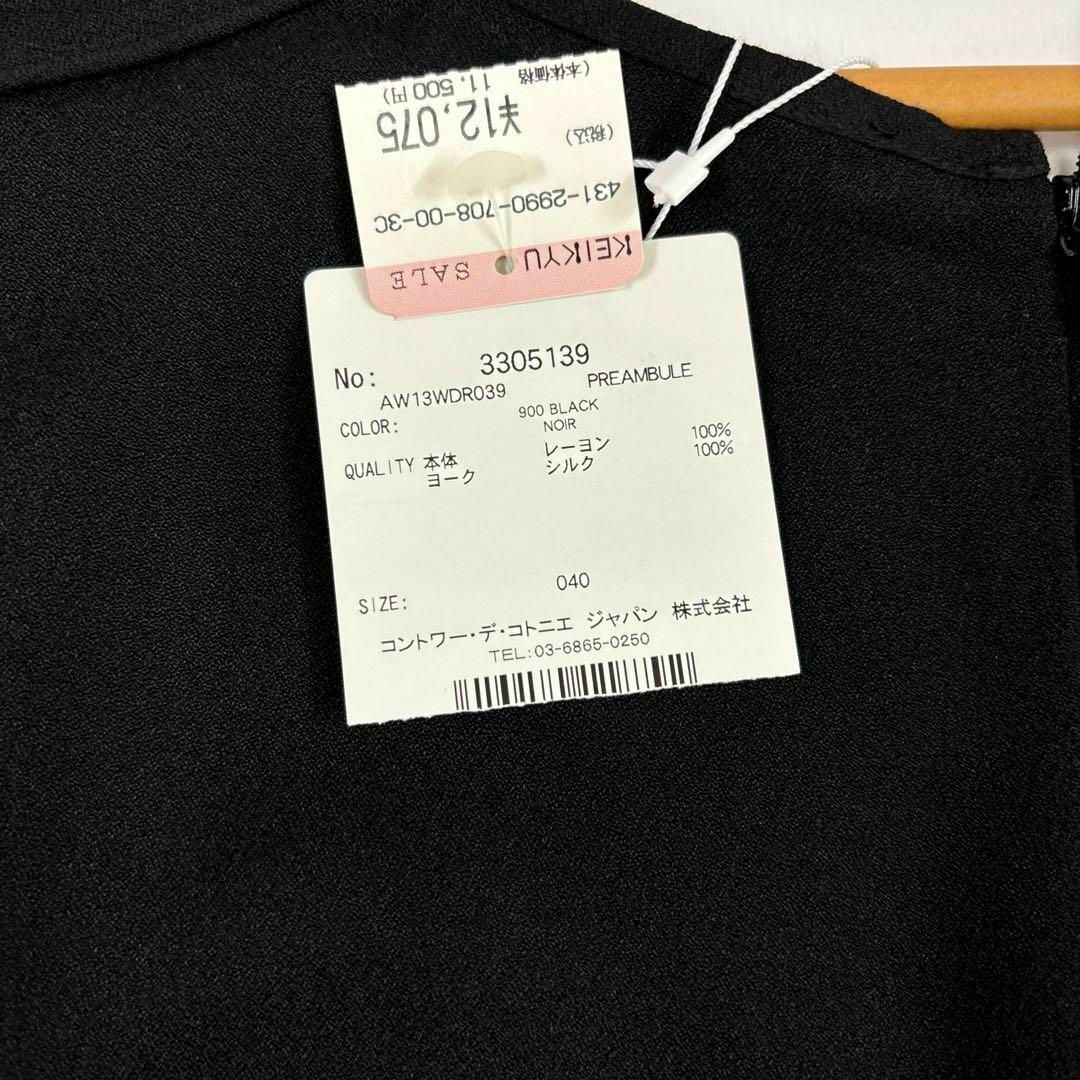 (本体価格 11,500円)
¥12,075
(税込)
431-2990-708-00-3C
KEIKYU SALE
No: 3305139
AW13WDR039 PREAMBULE
COLOR: 900 BLACK
NOIR
QUALITY 本体 レーヨン 100%
ヨーク シルク 100%
SIZE: 040
コントワー・デ・コトニエ ジャパン 株式会社
TEL:03-6865-0250